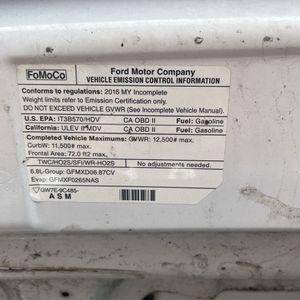 FoMoCo
Ford Motor Company
VEHICLE EMISSION CONTROL INFORMATION
Conforms to regulations: 2016 MY Incomplete
Weight limits refer to Emission Certification only.
DO NOT EXCEED VEHICLE GVWR (See Incomplete Vehicle Manual).
U.S. EPA: IT3B570/HDV CA OBD II Fuel: Gasoline
California: ULEV II MDV CA OBD II Fuel: Gasoline
Completed Vehicle Maximums: GVWR: 12,500# max
CurbW: 11,500# max
Frontal Area: 72.0 ft2 max
TWC/HO2S/SFI/WR-HO2S No adjustments needed.
6.8L-Group: GFMXD06.87CV
Evap: GFMXF0265NAS
GW7E-9C485-
A S M